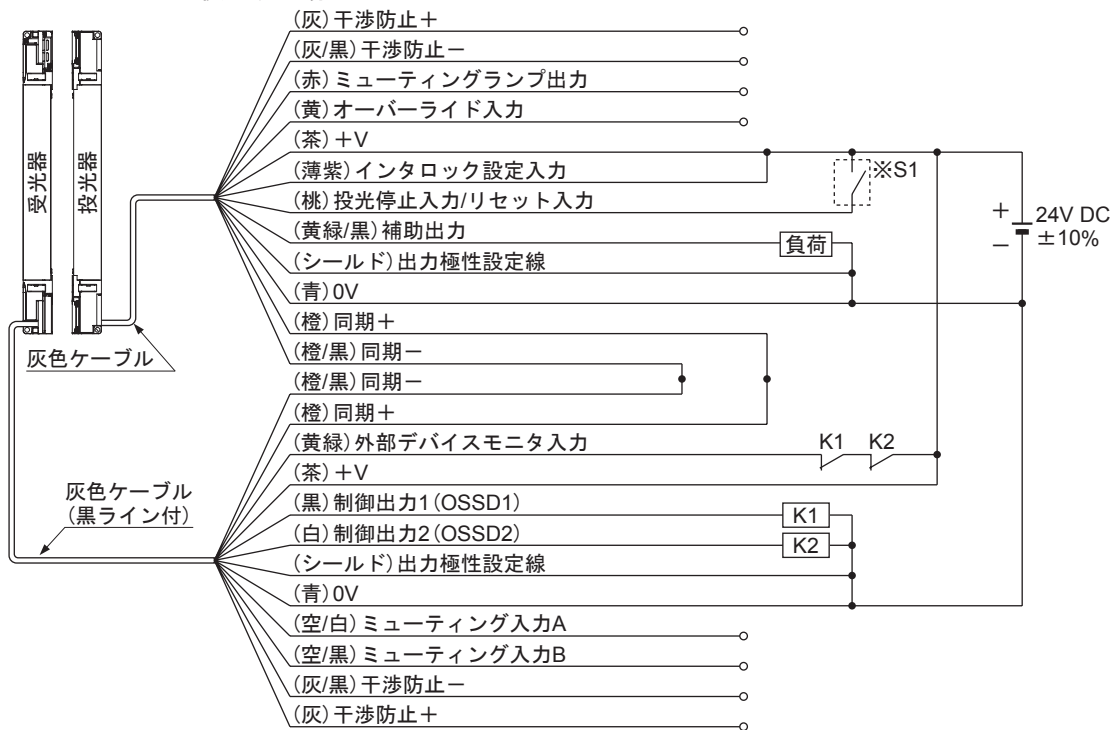 (灰)干渉防止＋
(灰/黒)干渉防止－
(赤)ミューティングランプ出力
(黄)オーバーライド入力
(茶)＋V
(薄紫)インタロック設定入力
(桃)投光停止入力/リセット入力
(黄緑/黒)補助出力
(シールド)出力極性設定線
(青)0V
(橙)同期＋
(橙/黒)同期－
(橙/黒)同期－
(橙)同期＋
(黄緑)外部デバイスモニタ入力
(茶)＋V
(黒)制御出力1(OSSD1)
(白)制御出力2(OSSD2)
(シールド)出力極性設定線
(青)0V
(空/白)ミューティング入力A
(空/黒)ミューティング入力B
(灰/黒)干渉防止－
(灰)干渉防止＋
受光器
投光器
灰色ケーブル
灰色ケーブル
(黒ライン付)
※S1
＋
－
24V DC
±10%
負荷
K1 K2
K1
K2